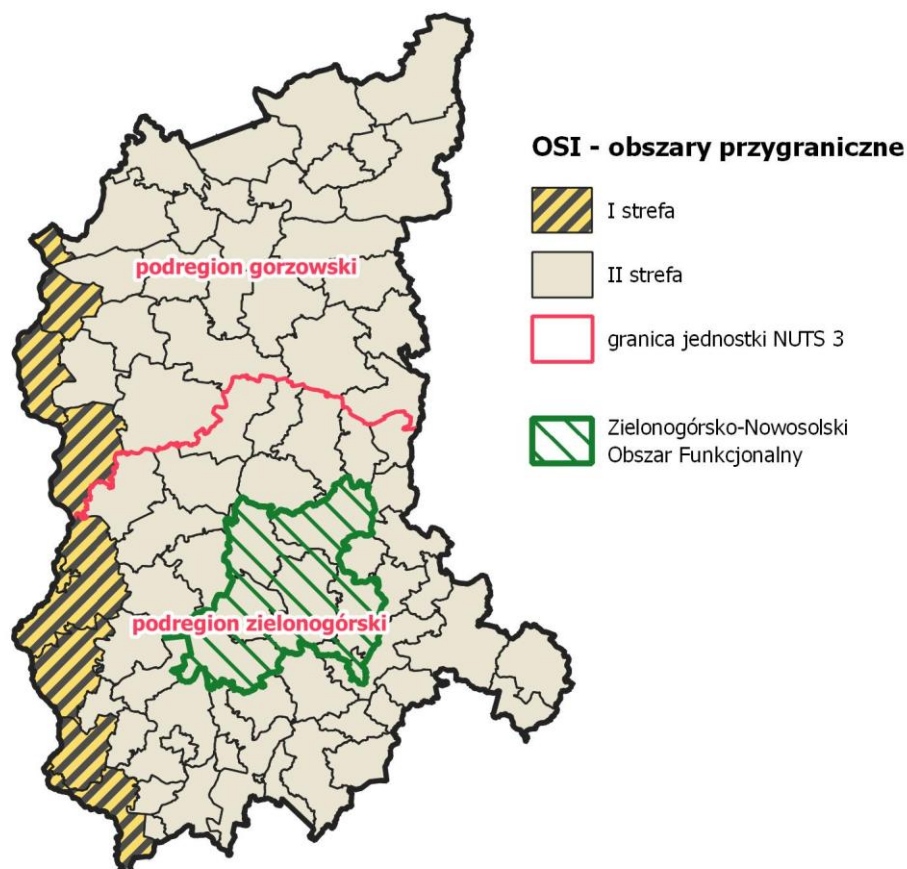 OSI - obszary przygraniczne
I strefa
II strefa
granica jednostki NUTS 3
Zielonogórsko-Nowosolski
Obszar Funkcjonalny
podregion gorzowski
podregion zielonogórski